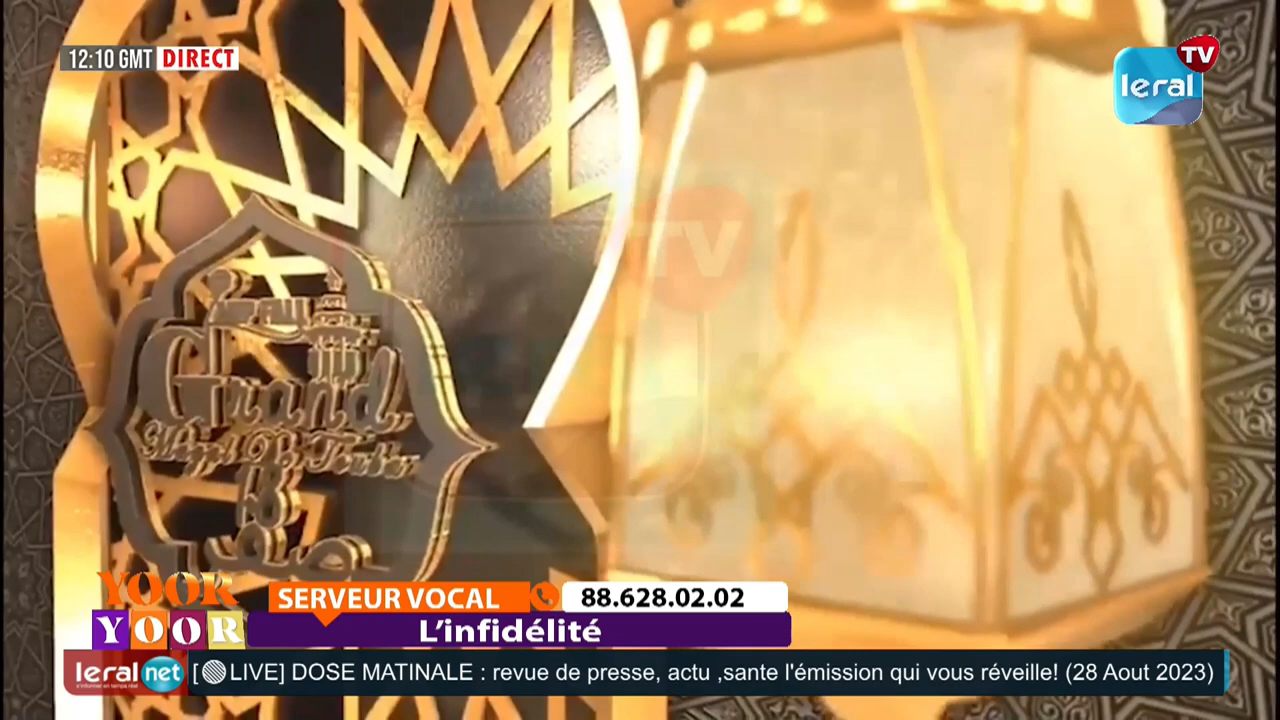 12:10 GMT DIRECT
TV
leral
TV
Grand
YOOR
YOOR
SERVEUR VOCAL
88.628.02.02
L'infidélité
leral net
[LIVE] DOSE MATINALE : revue de presse, actu ,sante l'émission qui vous réveille! (28 Aout 2023)